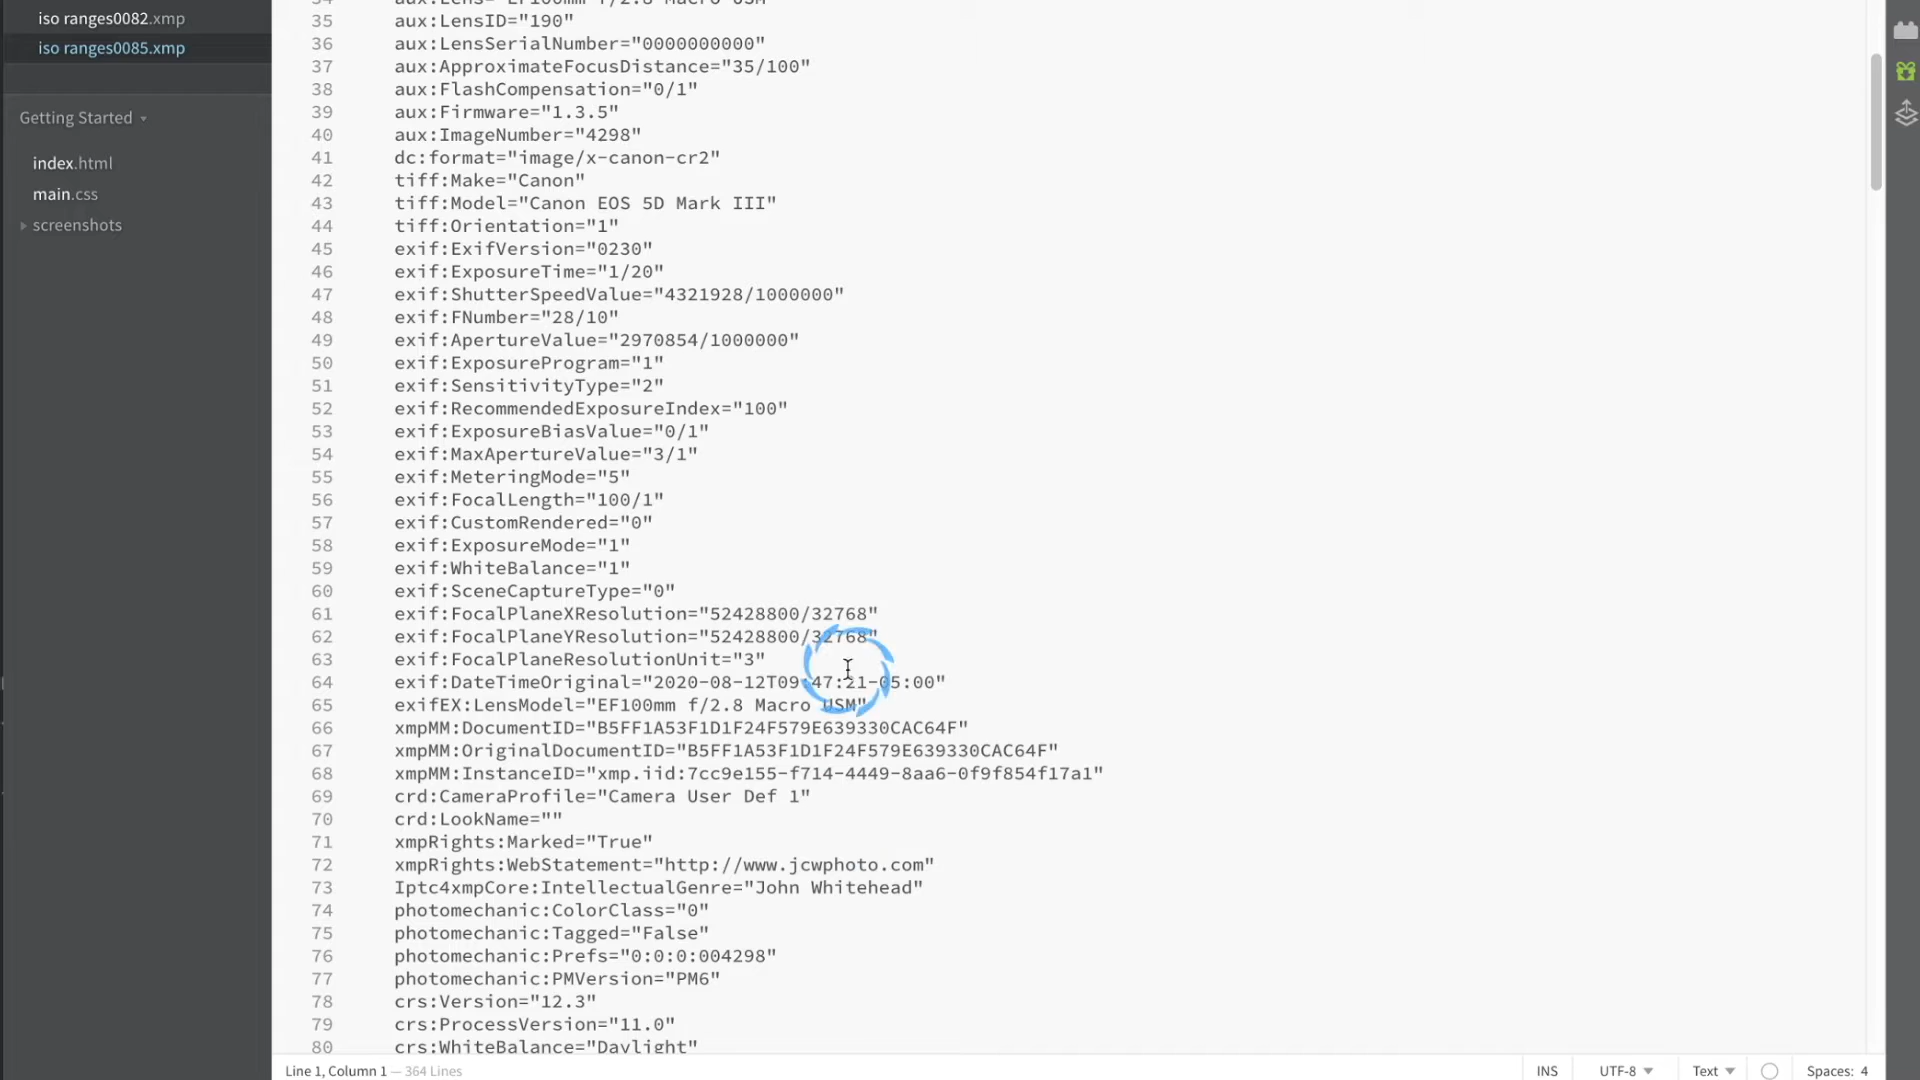 iso ranges0082.xmp
iso ranges0085.xmp
Getting Started
index.html
main.css
screenshots
35 aux:LensID="190"
36 aux:LensSerialNumber="0000000000"
37 aux:ApproximateFocusDistance="35/100"
38 aux:FlashCompensation="0/1"
39 aux:Firmware="1.3.5"
40 aux:ImageNumber="4298"
41 dc:format="image/x-canon-cr2"
42 tiff:Make="Canon"
43 tiff:Model="Canon EOS 5D Mark III"
44 tiff:Orientation="1"
45 exif:ExifVersion="0230"
46 exif:ExposureTime="1/20"
47 exif:ShutterSpeedValue="4321928/1000000"
48 exif:FNumber="28/10"
49 exif:ApertureValue="2970854/1000000"
50 exif:ExposureProgram="1"
51 exif:SensitivityType="2"
52 exif:RecommendedExposureIndex="100"
53 exif:ExposureBiasValue="0/1"
54 exif:MaxApertureValue="3/1"
55 exif:MeteringMode="5"
56 exif:FocalLength="100/1"
57 exif:CustomRendered="0"
58 exif:ExposureMode="1"
59 exif:WhiteBalance="1"
60 exif:SceneCaptureType="0"
61 exif:FocalPlaneXResolution="52428800/32768"
62 exif:FocalPlaneYResolution="52428800/32768"
63 exif:FocalPlaneResolutionUnit="3"
64 exif:DateTimeOriginal="2020-08-12T09:47:21-05:00"
65 exifEX:LensModel="EF100mm f/2.8 Macro USM"
66 xmpMM:DocumentID="B5FF1A53F1D1F24F579E639330CAC64F"
67 xmpMM:OriginalDocumentID="B5FF1A53F1D1F24F579E639330CAC64F"
68 xmpMM:InstanceID="xmp.iid:7cc9e155-f714-4449-8aa6-0f9f854f17a1"
69 crd:CameraProfile="Camera User Def 1"
70 crd:LookName=""
71 xmpRights:Marked="True"
72 xmpRights:WebStatement="http://www.jcwphoto.com"
73 Iptc4xmpCore:IntellectualGenre="John Whitehead"
74 photomechanic:ColorClass="0"
75 photomechanic:Tagged="False"
76 photomechanic:Prefs="0:0:0:004298"
77 photomechanic:PMVersion="PM6"
78 crs:Version="12.3"
79 crs:ProcessVersion="11.0"
80 crs:WhiteBalance="Daylight"
Line 1, Column 1 — 364 Lines
INS UTF-8 Text Spaces: 4